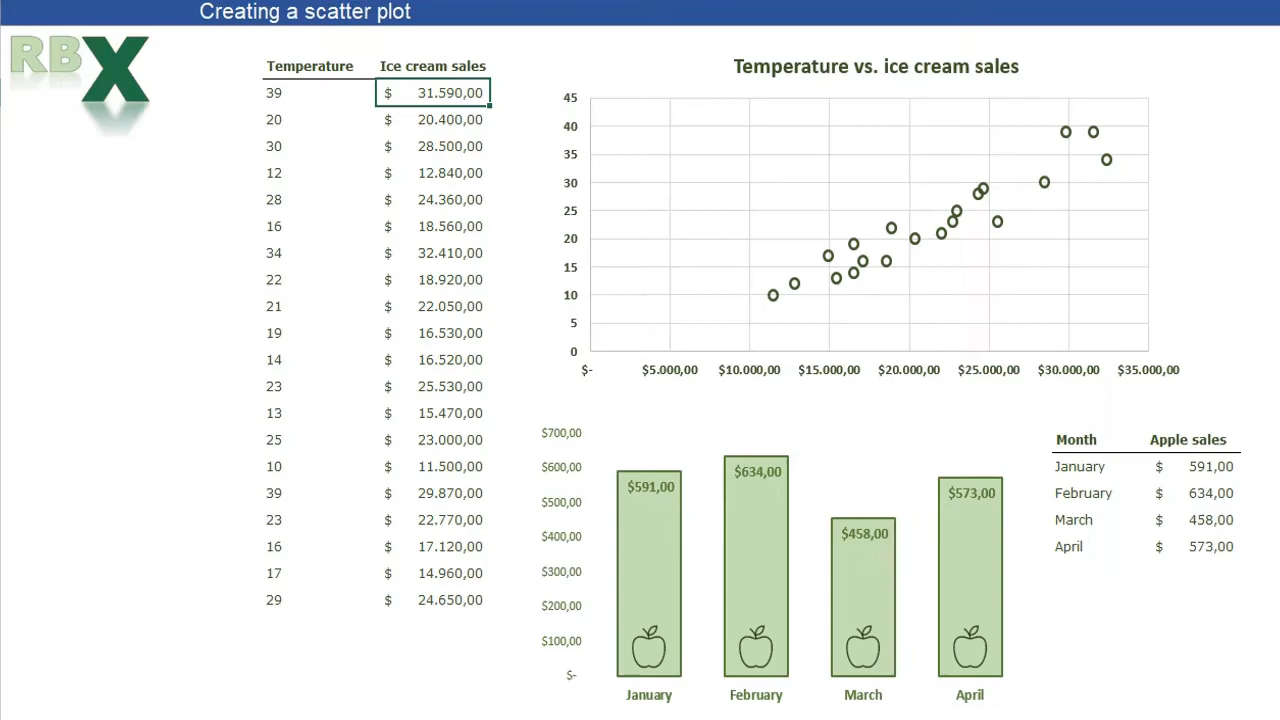 Creating a scatter plot
RBX
Temperature Ice cream sales
39 $ 31.590,00
20 $ 20.400,00
30 $ 28.500,00
12 $ 12.840,00
28 $ 24.360,00
16 $ 18.560,00
34 $ 32.410,00
22 $ 18.920,00
21 $ 22.050,00
19 $ 16.530,00
14 $ 16.520,00
23 $ 25.530,00
13 $ 15.470,00
25 $ 23.000,00
10 $ 11.500,00
39 $ 29.870,00
23 $ 22.770,00
16 $ 17.120,00
17 $ 14.960,00
29 $ 24.650,00
Temperature vs. ice cream sales
45
40
35
30
25
20
15
10
5
0
$- $5.000,00 $10.000,00 $15.000,00 $20.000,00 $25.000,00 $30.000,00 $35.000,00
$700,00
$600,00
$500,00
$400,00
$300,00
$200,00
$100,00
$-
$591,00 $634,00 $458,00 $573,00
January February March April
Month Apple sales
January $ 591,00
February $ 634,00
March $ 458,00
April $ 573,00